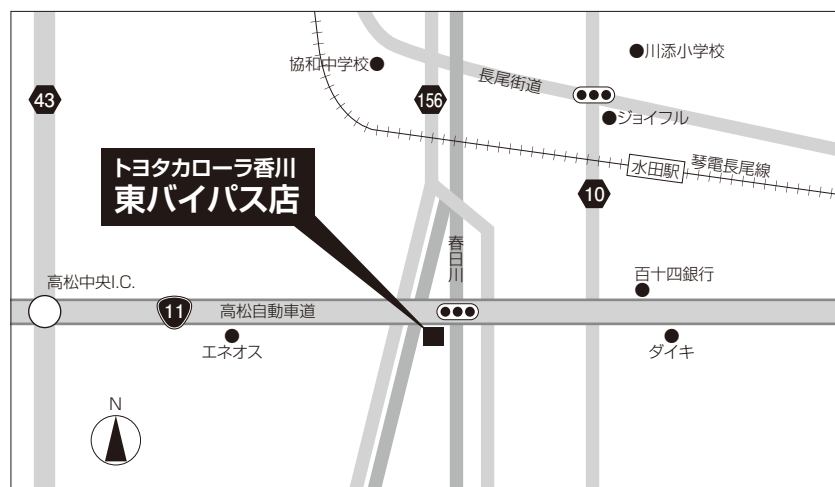 川添小学校
協和中学校
長尾街道
43
156
ジョイフル
トヨタカローラ香川
東バイパス店
水田駅
琴電長尾線
10
春日川
高松中央I.C.
百十四銀行
11
高松自動車道
エネオス
ダイキ
N